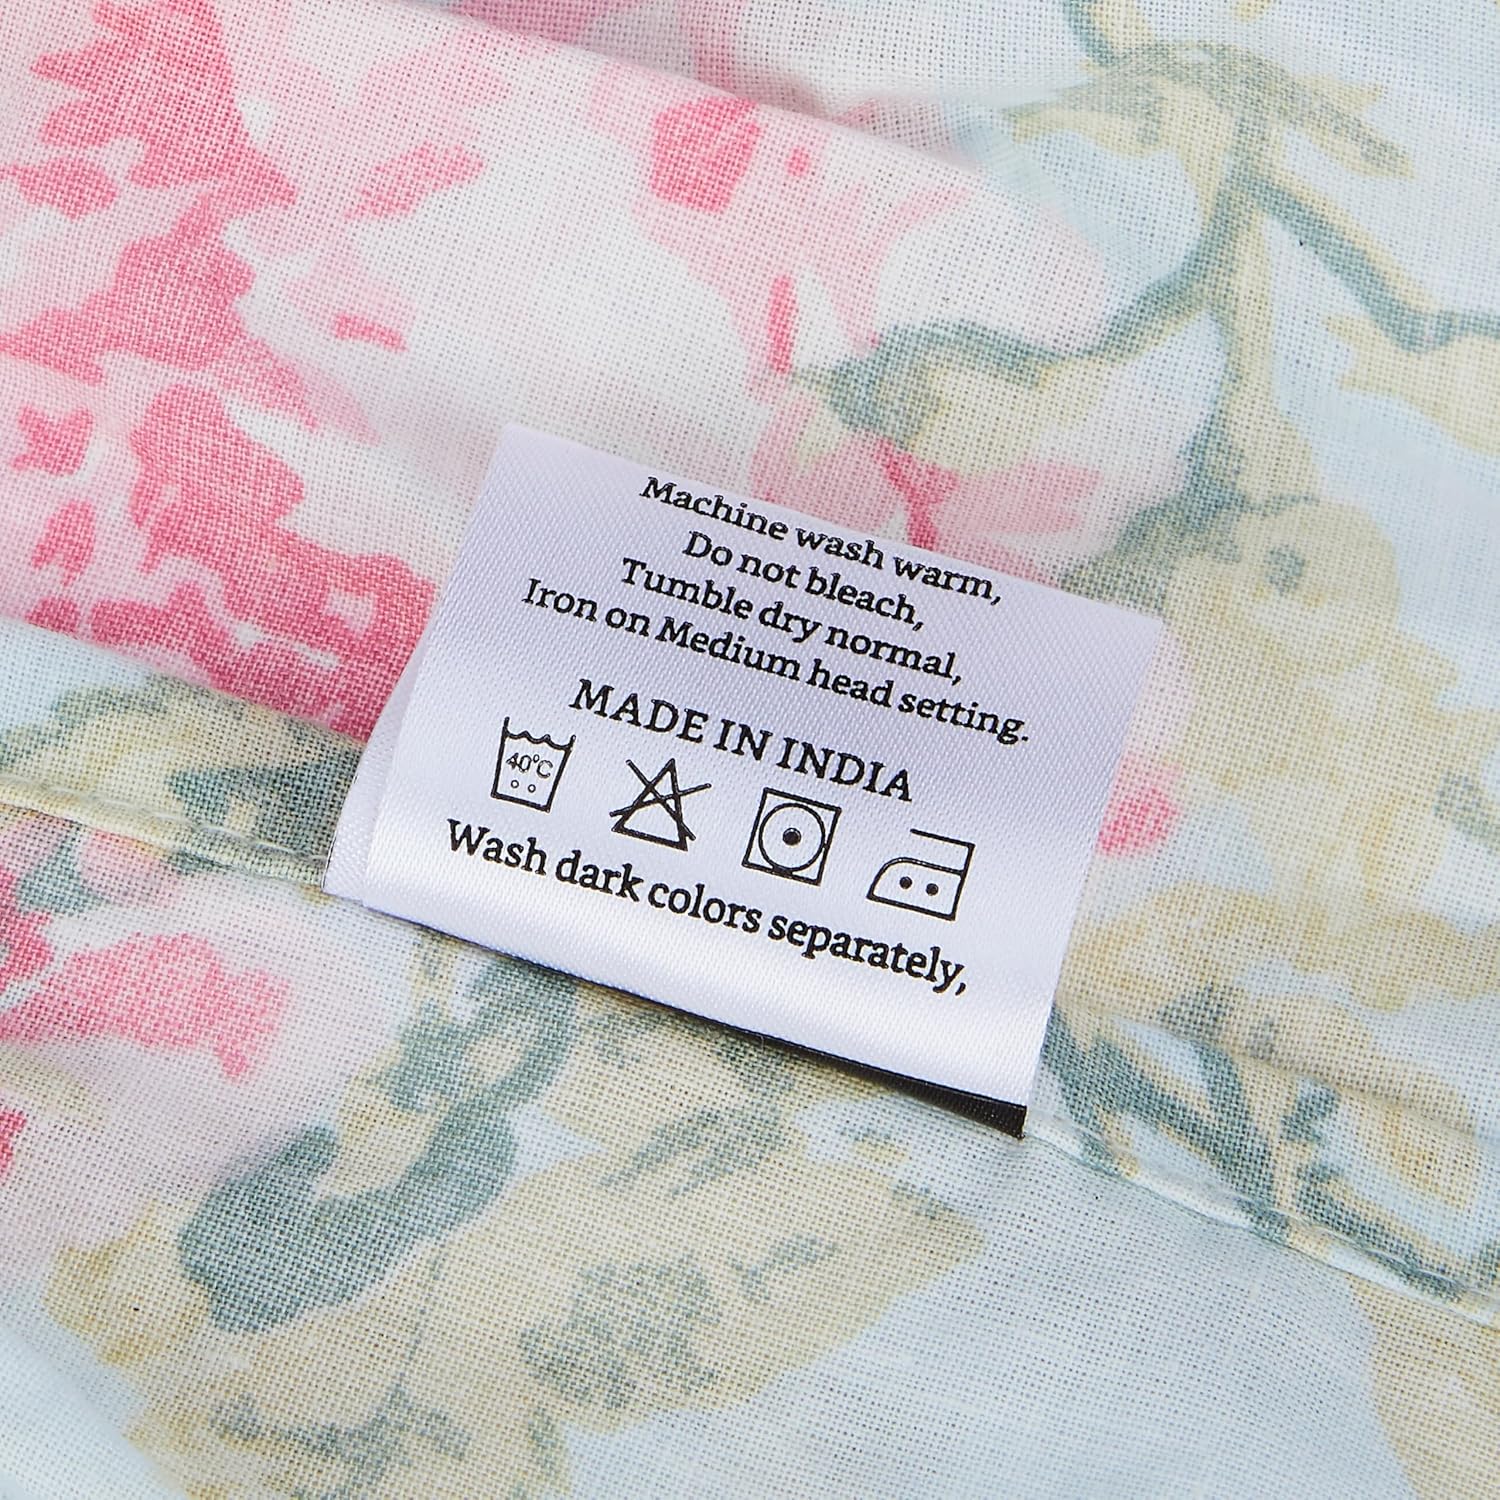 Machine wash warm,
Do not bleach,
Tumble dry normal,
Iron on Medium head setting.
MADE IN INDIA
40°C
Wash dark colors separately,